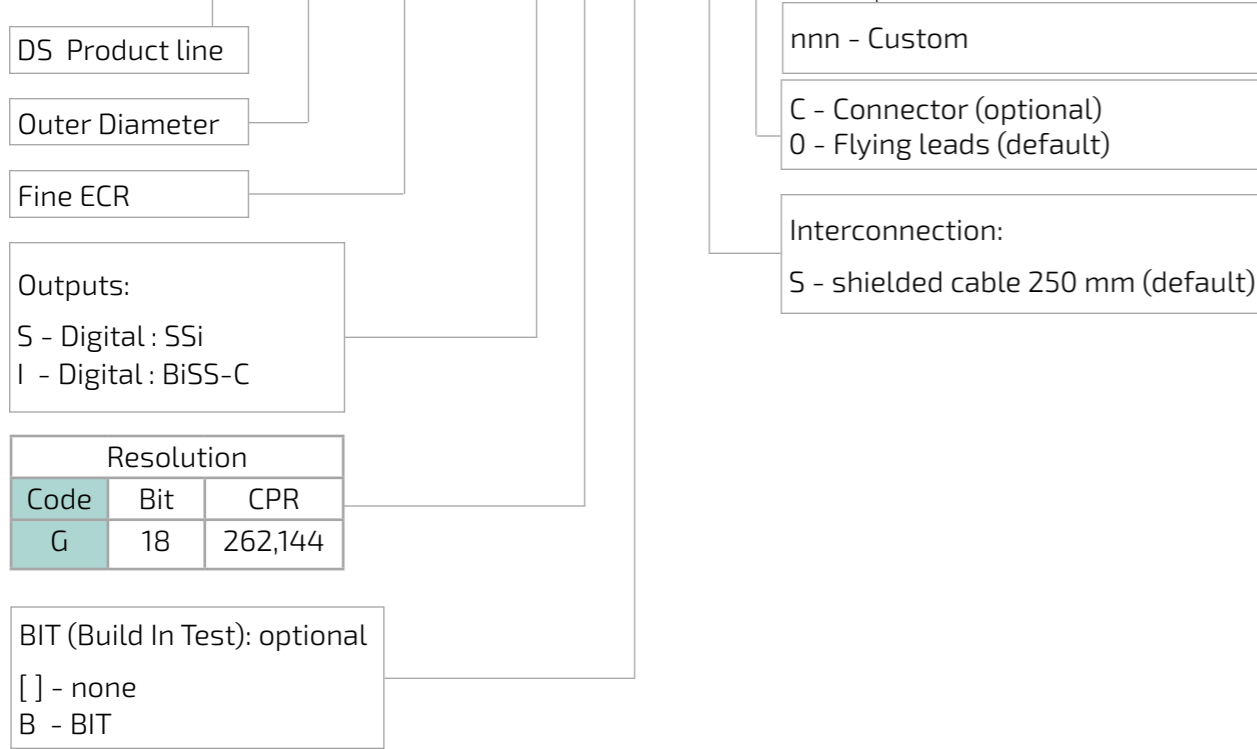 DS Product line
Outer Diameter
Fine ECR
Outputs:
S - Digital : SSi
I - Digital : BiSS-C
Resolution
Code Bit CPR
G 18 262,144
BIT (Build In Test): optional
[ ] - none
B - BIT
nnn - Custom
C - Connector (optional)
0 - Flying leads (default)
Interconnection:
S - shielded cable 250 mm (default)